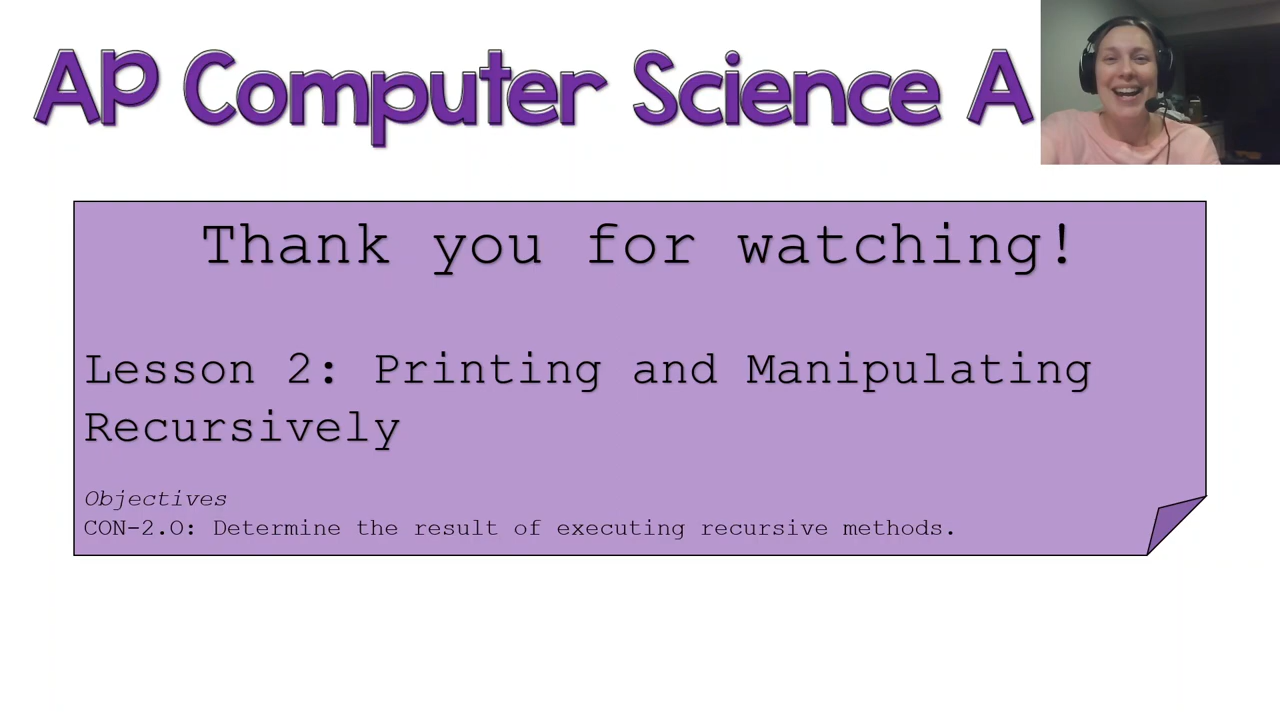 AP Computer Science A
Thank you for watching!
Lesson 2: Printing and Manipulating
Recursively
Objectives
CON-2.O: Determine the result of executing recursive methods.